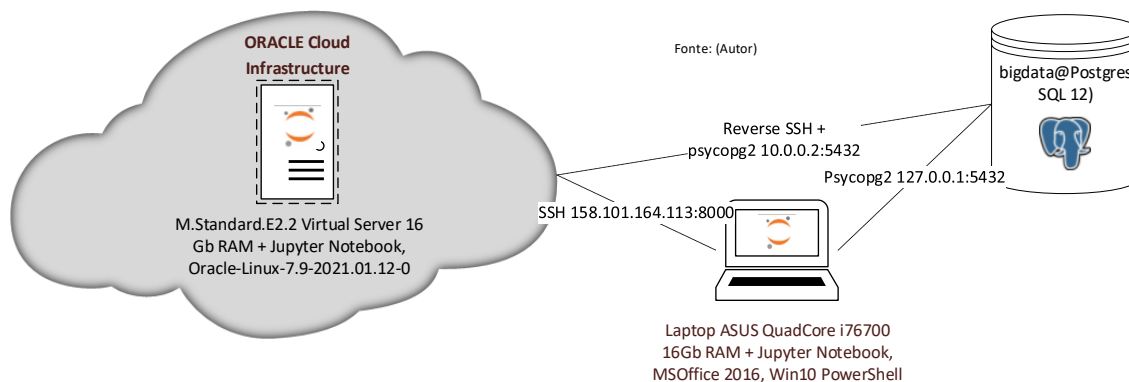 ORACLE Cloud
Infrastructure
M.Standard.E2.2 Virtual Server 16
Gb RAM + Jupyter Notebook,
Oracle-Linux-7.9-2021.01.12-0
Fonte: (Autor)
bigdata@Postgres
SQL 12)
Reverse SSH +
psycopg2 10.0.0.2:5432
Psycopg2 127.0.0.1:5432
SSH 158.101.164.113:8000
Laptop ASUS QuadCore i76700
16Gb RAM + Jupyter Notebook,
MSOffice 2016, Win10 PowerShell